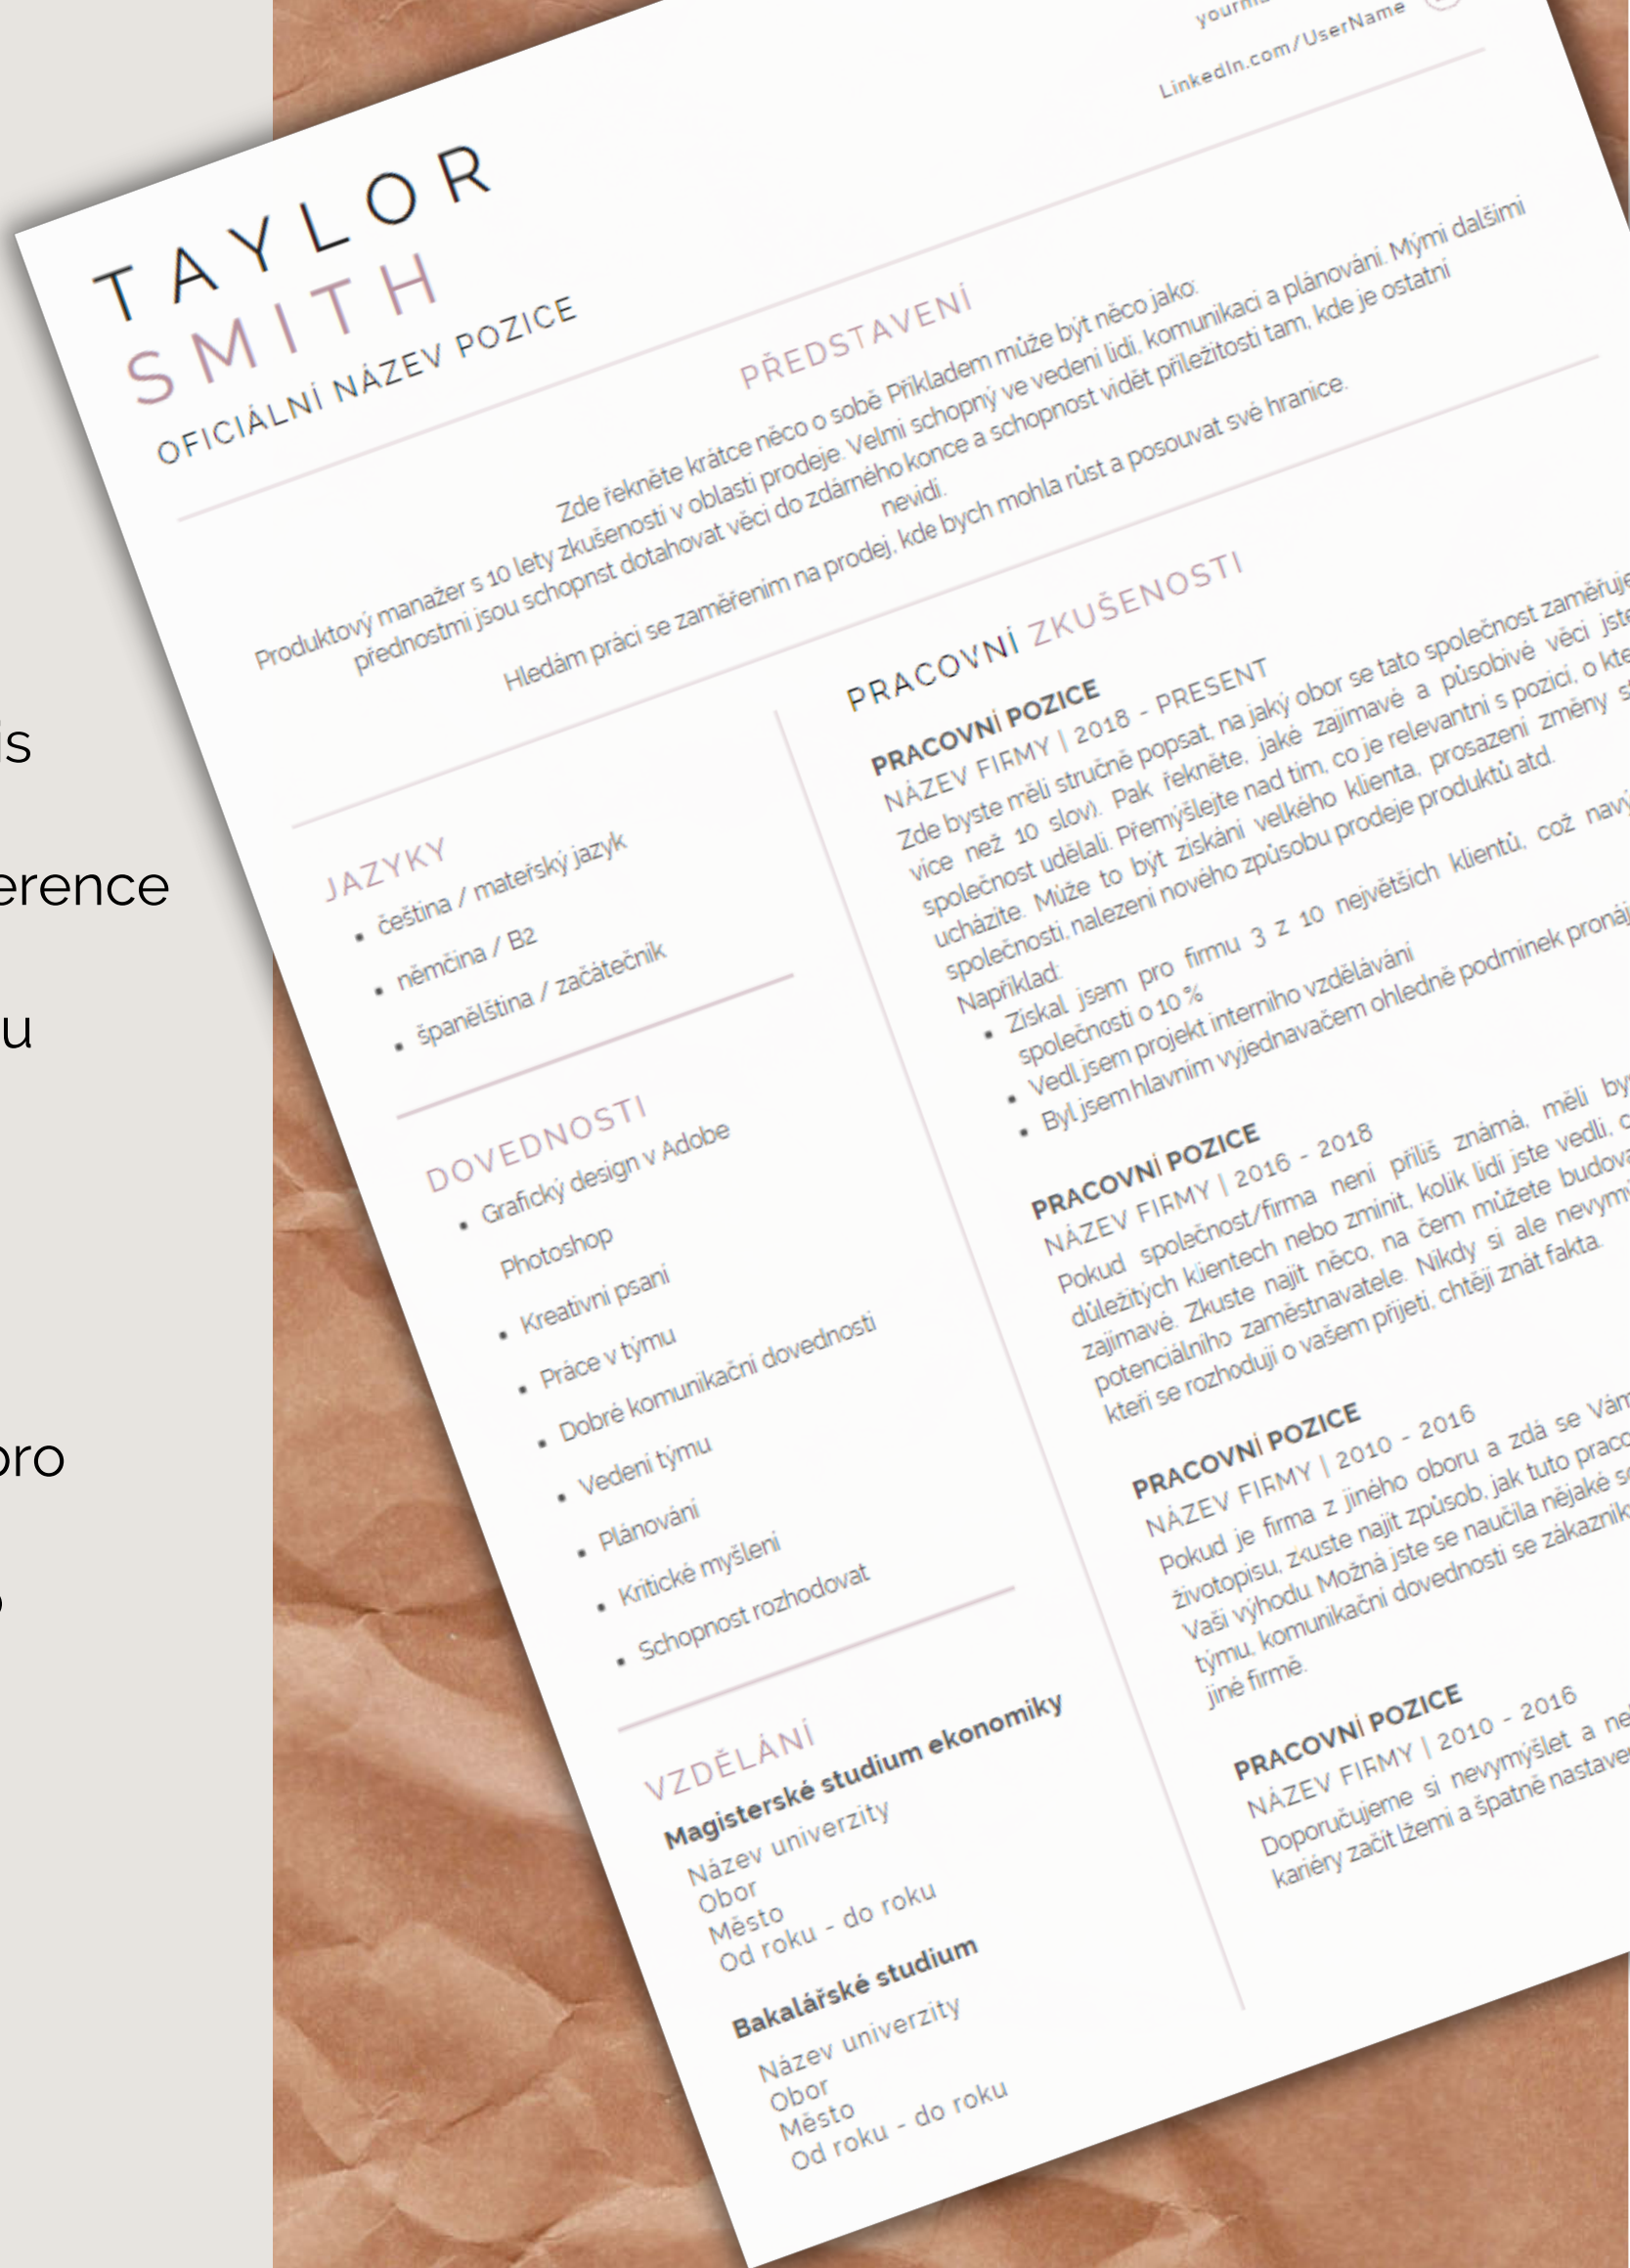 is
erence
u
pro
yourma
LinkedIn.com/UserName
TAYLOR
SMITH
OFICIÁLNÍ NÁZEV POZICE
PŘEDSTAVENÍ
Zde řekněte krátce něco o sobě Příkladem může být něco jako:
Produktový manažer s 10 lety zkušeností v oblasti prodeje. Velmi schopný ve vedení lidí, komunikaci a plánování. Mými dalšími
přednostmi jsou schopnst dotahovat věci do zdárného konce a schopnost vidět příležitosti tam, kde je ostatní
nevidí.
Hledám práci se zaměřením na prodej, kde bych mohla růst a posouvat své hranice.
JAZYKY
• čeština / mateřský jazyk
• němčina / B2
• španělština / začátečník
DOVEDNOSTI
• Grafický design v Adobe
Photoshop
• Kreativní psaní
• Práce v týmu
• Dobré komunikační dovednosti
• Vedení týmu
• Plánování
• Kritické myšlení
• Schopnost rozhodovat
VZDĚLÁNÍ
Magisterské studium ekonomiky
Název univerzity
Obor
Město
Od roku - do roku
Bakalářské studium
Název univerzity
Obor
Město
Od roku - do roku
PRACOVNÍ ZKUŠENOSTI
PRACOVNÍ POZICE
NÁZEV FIRMY | 2018 - PRESENT
Zde byste měli stručně popsat, na jaký obor se tato společnost zaměřuje
více než 10 slov). Pak řekněte, jaké zajímavé a působivé věci jste
společnost udělali. Přemýšlejte nad tím, co je relevantní s pozicí, o kte
ucházíte. Může to být získání velkého klienta, prosazení změny
společnosti, nalezení nového způsobu prodeje produktů atd.
Například:
• Získal jsem pro firmu 3 z 10 největších klientů, což navý
společnosti o 10 %
• Vedl jsem projekt interního vzdělávání
• Byl jsem hlavním vyjednavačem ohledně podmínek pronáj
PRACOVNÍ POZICE
NÁZEV FIRMY | 2016 - 2018
Pokud společnost/firma není příliš známá, měli by
důležitých klientech nebo zmínit, kolik lidí jste vedli,
zajímavé. Zkuste najít něco, na čem můžete budova
potenciálního zaměstnavatele. Nikdy si ale nevymý
kteří se rozhodují o vašem přijetí, chtějí znát fakta.
PRACOVNÍ POZICE
NÁZEV FIRMY | 2010 - 2016
Pokud je firma z jiného oboru a zdá se Vám
životopisu, zkuste najít způsob, jak tuto praco
Vaši výhodu. Možná jste se naučila nějaké
týmu, komunikační dovednosti se zákazník
jiné firmě.
PRACOVNÍ POZICE
NÁZEV FIRMY | 2010 - 2016
Doporučujeme si nevymýšlet a
kariéry začít lžemi a špatně nastave